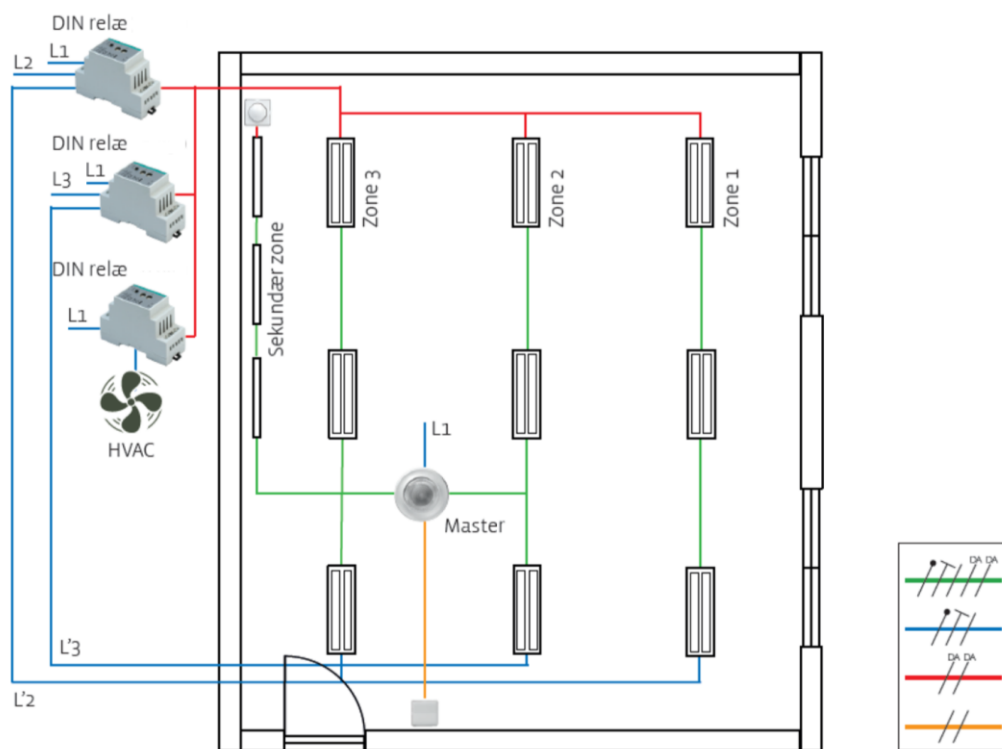 DIN relæ
L1
L2
DIN relæ
L1
L3
DIN relæ
L1
HVAC
Sekundær zone
Zone 3
Zone 2
Zone 1
L1
Master
L'3
L'2
DA DA
DA DA